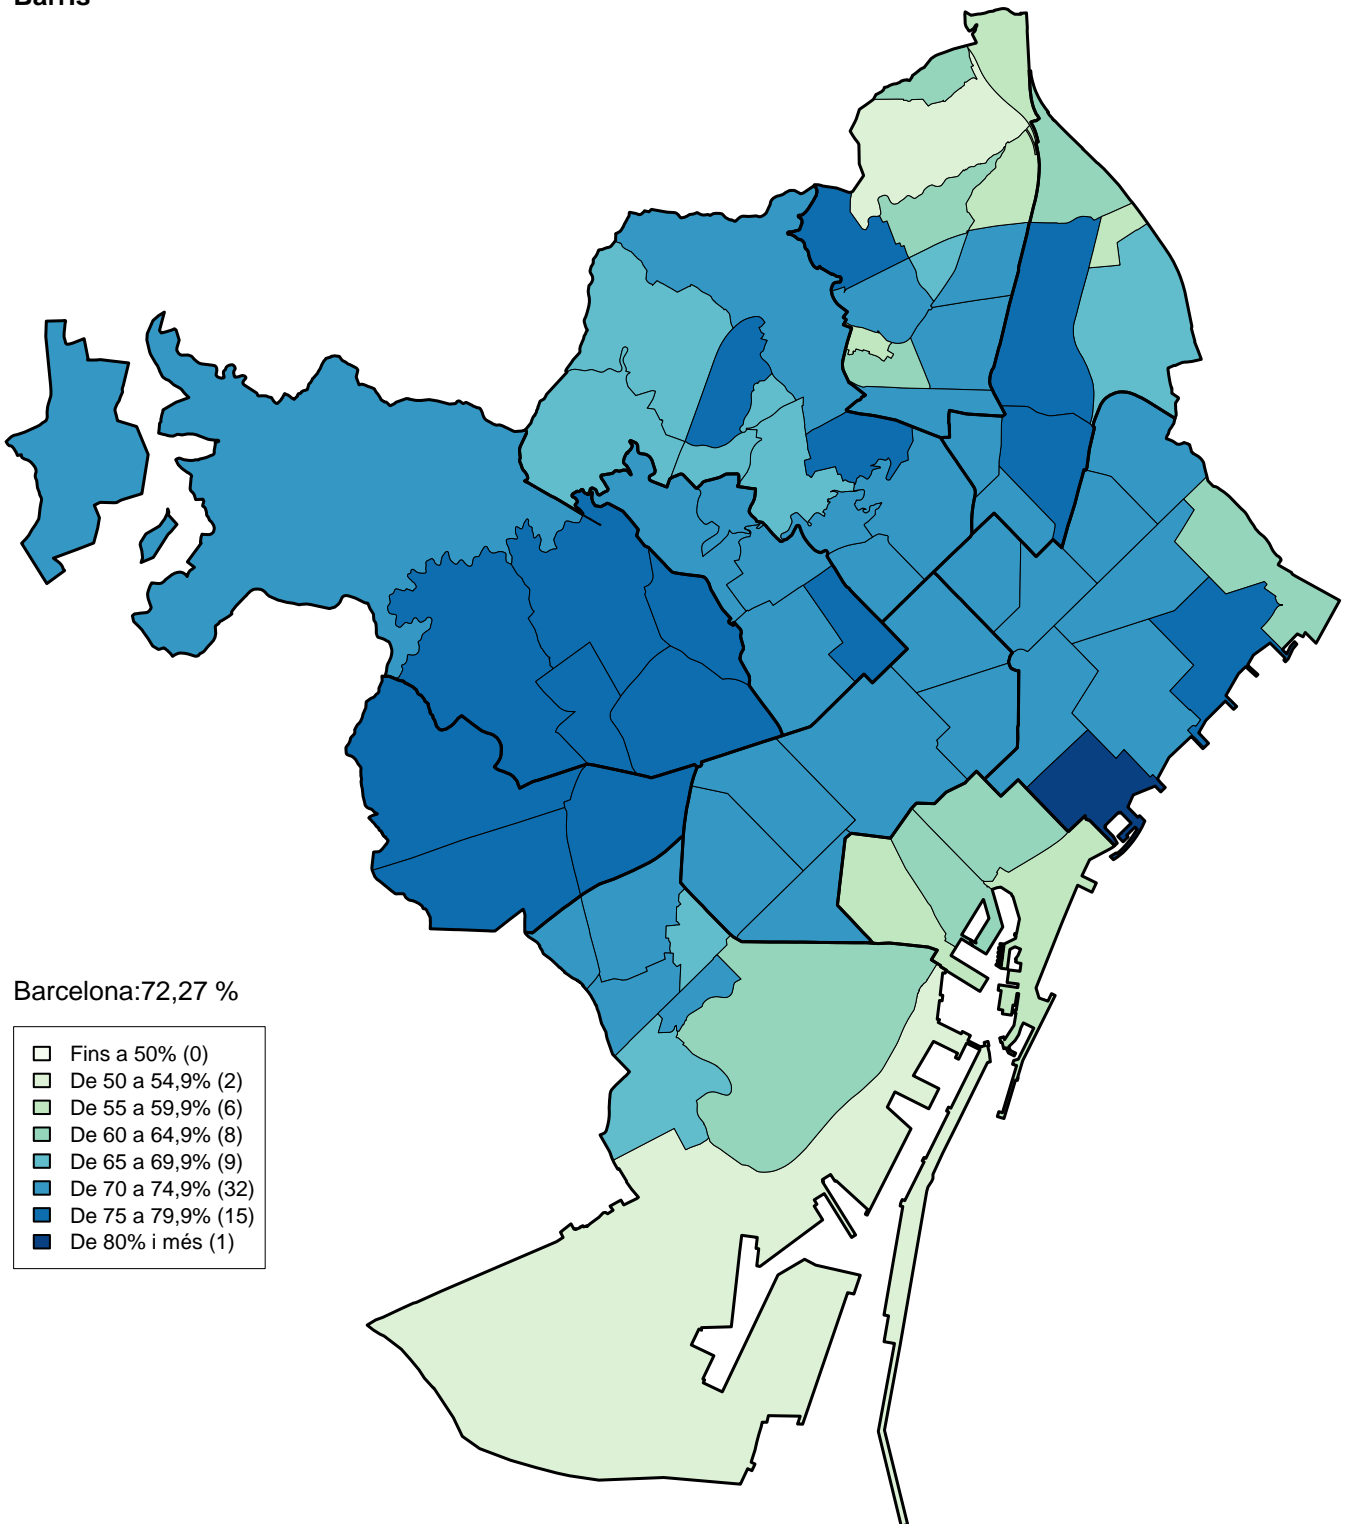 Barris
Barcelona:72,27 %
Fins a 50% (0)
De 50 a 54,9% (2)
De 55 a 59,9% (6)
De 60 a 64,9% (8)
De 65 a 69,9% (9)
De 70 a 74,9% (32)
De 75 a 79,9% (15)
De 80% i més (1)